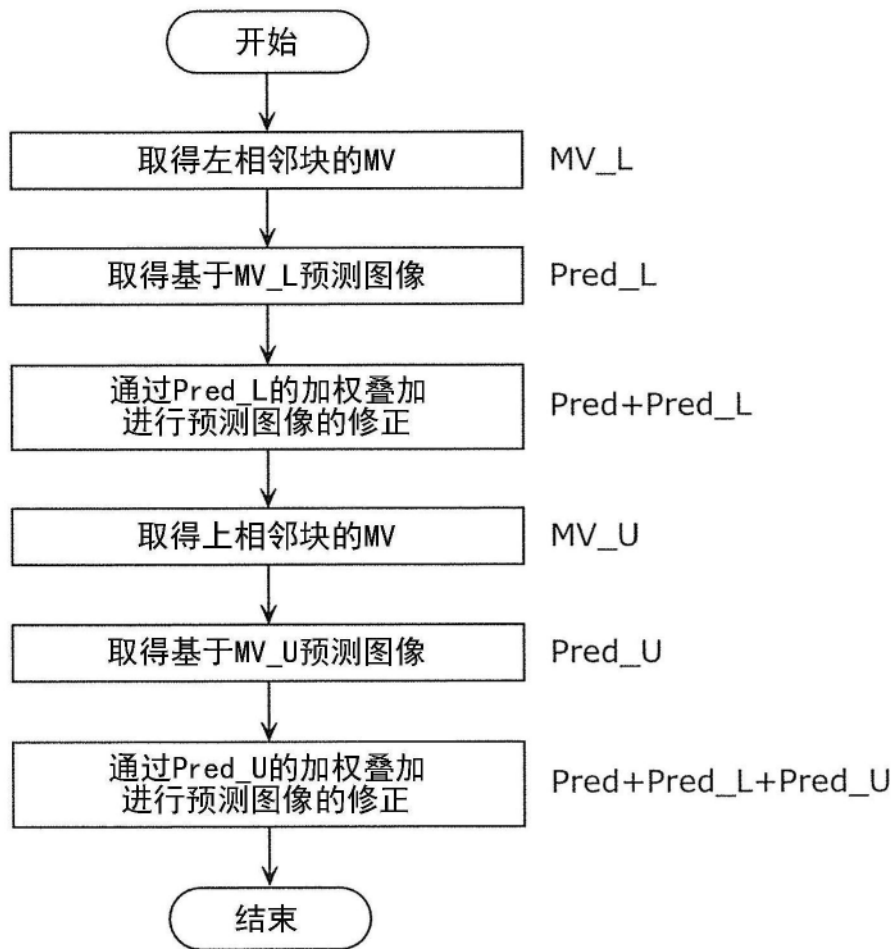 开始
取得左相邻块的MV
MV_L
取得基于MV_L预测图像
Pred_L
通过Pred_L的加权叠加
进行预测图像的修正
Pred+Pred_L
取得上相邻块的MV
MV_U
取得基于MV_U预测图像
Pred_U
通过Pred_U的加权叠加
进行预测图像的修正
Pred+Pred_L+Pred_U
结束